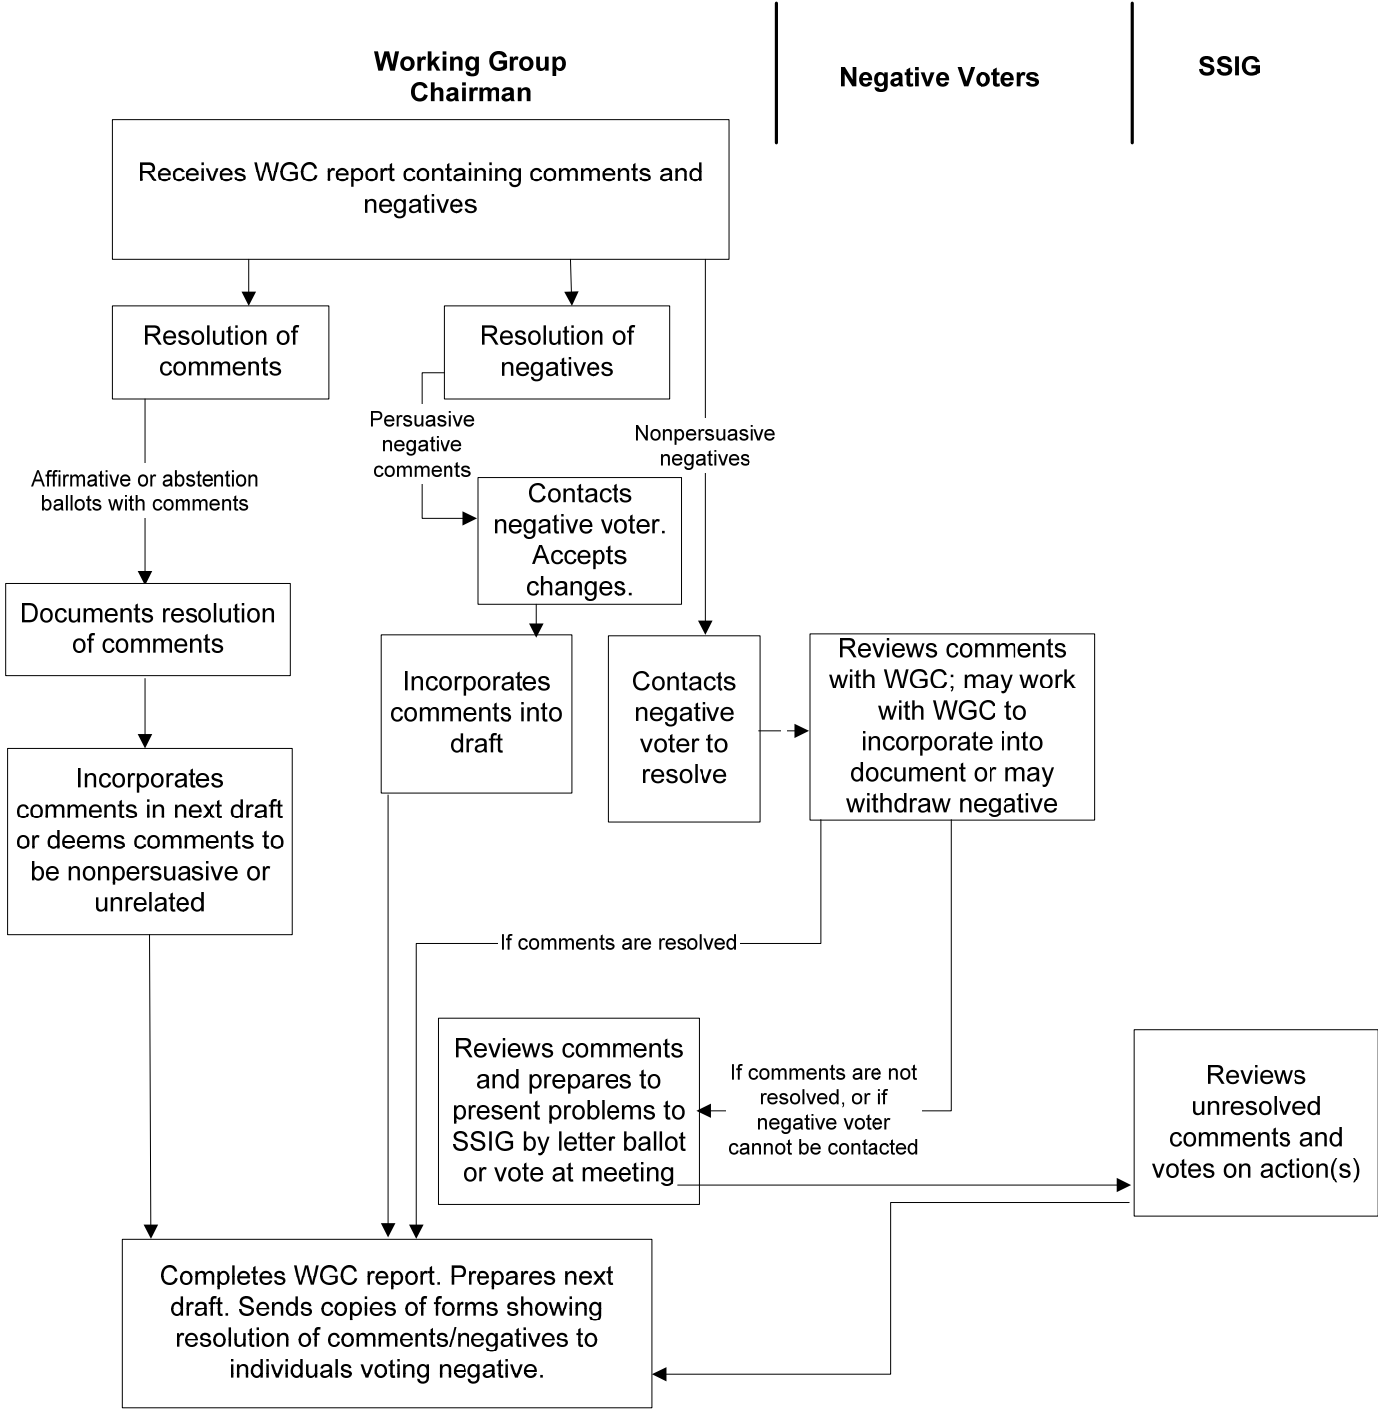 Working Group
Chairman
Negative Voters
SSIG
Receives WGC report containing comments and
negatives
Resolution of
comments
Resolution of
negatives
Persuasive
negative
comments
Nonpersuasive
negatives
Affirmative or abstention
ballots with comments
Contacts
negative voter.
Accepts
changes.
Documents resolution
of comments
Incorporates
comments into
draft
Contacts
negative
voter to
resolve
Reviews comments
with WGC; may work
with WGC to
incorporate into
document or may
withdraw negative
Incorporates
comments in next draft
or deems comments to
be nonpersuasive or
unrelated
If comments are resolved
Reviews comments
and prepares to
present problems to
SSIG by letter ballot
or vote at meeting
If comments are not
resolved, or if
negative voter
cannot be contacted
Reviews
unresolved
comments and
votes on action(s)
Completes WGC report. Prepares next
draft. Sends copies of forms showing
resolution of comments/negatives to
individuals voting negative.